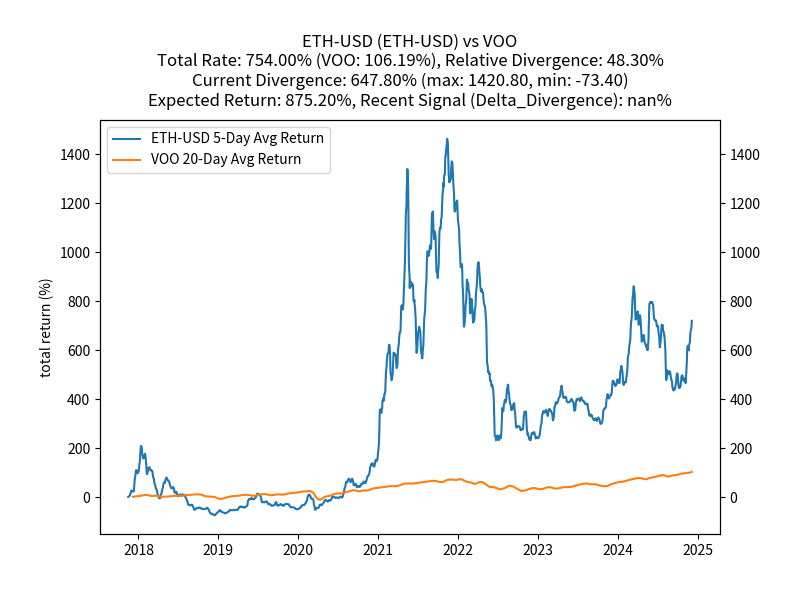 ETH-USD (ETH-USD) vs VOO
Total Rate: 754.00% (VOO: 106.19%), Relative Divergence: 48.30%
Current Divergence: 647.80% (max: 1420.80, min: -73.40)
Expected Return: 875.20%, Recent Signal (Delta_Divergence): nan%
ETH-USD 5-Day Avg Return
VOO 20-Day Avg Return
total return (%)
1400 1400
1200 1200
1000 1000
800 800
600 600
400 400
200 200
0 0
2018 2019 2020 2021 2022 2023 2024 2025